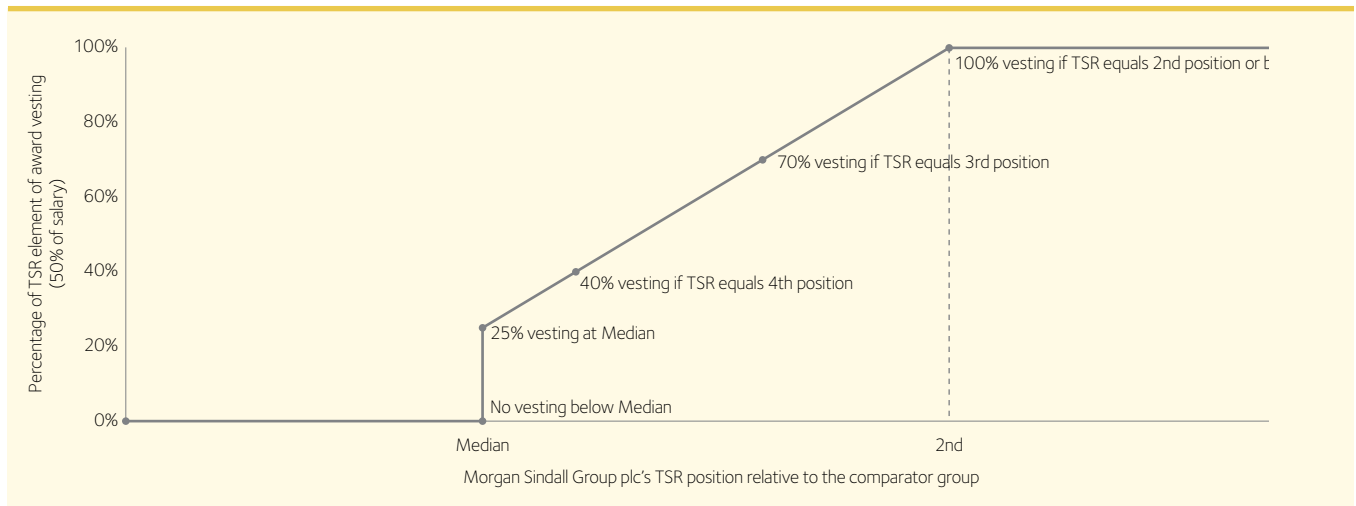 100%
100% vesting if TSR equals 2nd position or
80%
70% vesting if TSR equals 3rd position
60%
Percentage of TSR element of award vesting
(50% of salary)
40%
40% vesting if TSR equals 4th position
25% vesting at Median
20%
No vesting below Median
0%
Median
2nd
Morgan Sindall Group plc's TSR position relative to the comparator group